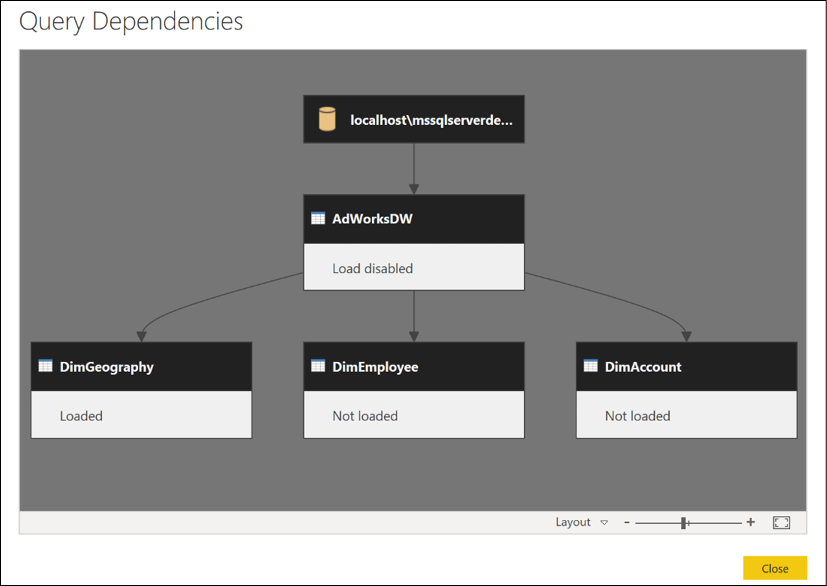 Query Dependencies
localhost\mssqlserverde...
AdWorksDW
Load disabled
DimGeography
Loaded
DimEmployee
Not loaded
DimAccount
Not loaded
Layout
- +
Close